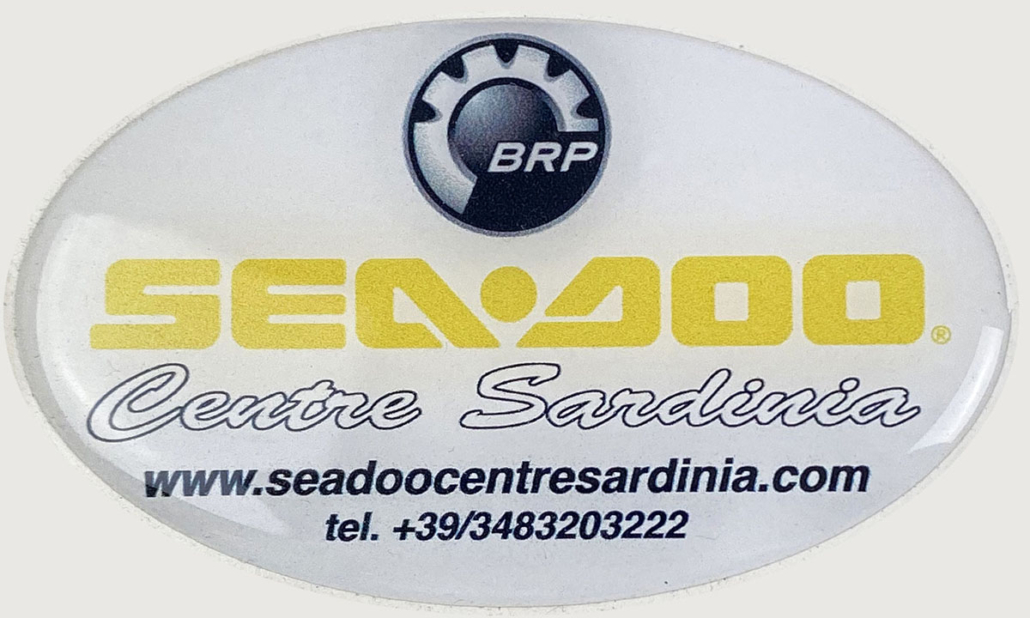 BRP
SEA-DOO®
Centre Sardinia
www.seadoocentresardinia.com
tel. +39/3483203222